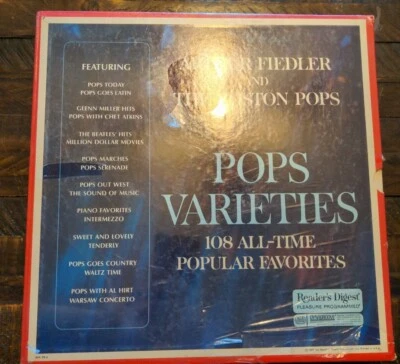 FEATURING
POPS TODAY
POPS GOES LATIN
GLENN MILLER HITS
POPS WITH CHET ATKINS
THE BEATLES' HITS
MILLION DOLLAR MOVIES
POPS MARCHES
POPS SERENADE
POPS OUT WEST
THE SOUND OF MUSIC
PIANO FAVORITES
INTERMEZZO
SWEET AND LOVELY
TENDERLY
POPS GOES COUNTRY
WALTZ TIME
POPS WITH AL HIRT
WARSAW CONCERTO
FIEDLER
AND
POPS
POPS
VARIETIES
108 ALL-TIME
POPULAR FAVORITES
Reader's Digest
PLEASURE PROGRAMMED